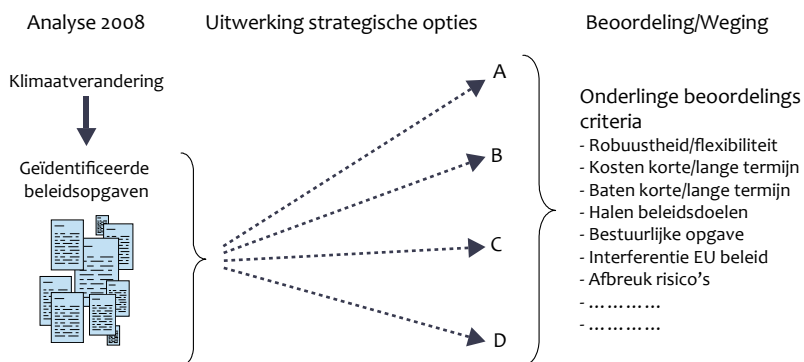 Analyse 2008
Uitwerking strategische opties
Beoordeling/Weging
Klimaatverandering
Geïdentificeerde
beleidsopgaven
A
B
C
D
Onderlinge beoordelings
criteria
- Robuustheid/flexibiliteit
- Kosten korte/lange termijn
- Baten korte/lange termijn
- Halen beleidsdoelen
- Bestuurlijke opgave
- Interferentie EU beleid
- Afbreuk risico's
- …………
- …………